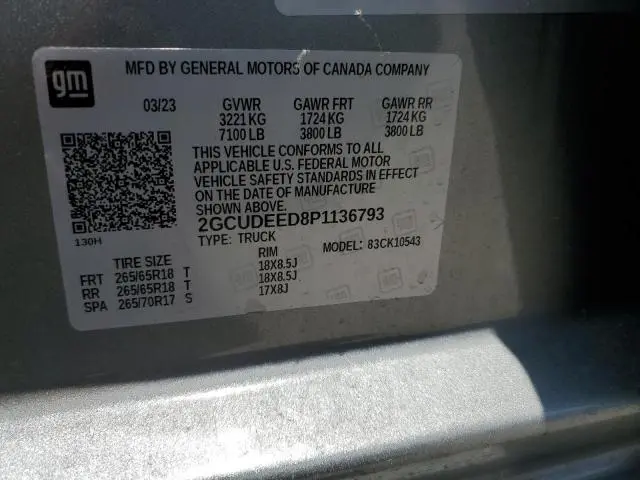 gm
MFD BY GENERAL MOTORS OF CANADA COMPANY
03/23 GVWR GAWR FRT GAWR RR
3221 KG 1724 KG 1724 KG
7100 LB 3800 LB 3800 LB
THIS VEHICLE CONFORMS TO ALL
APPLICABLE U.S. FEDERAL MOTOR
VEHICLE SAFETY STANDARDS IN EFFECT
ON THE DATE OF MANUFACTURE
SHOWN ABOVE.
2GCUDEED8P1136793
130H
TYPE: TRUCK MODEL: 83CK10543
TIRE SIZE RIM
FRT 265/65R18 T 18X8.5J
RR 265/65R18 T 18X8.5J
SPA 265/70R17 S 17X8J